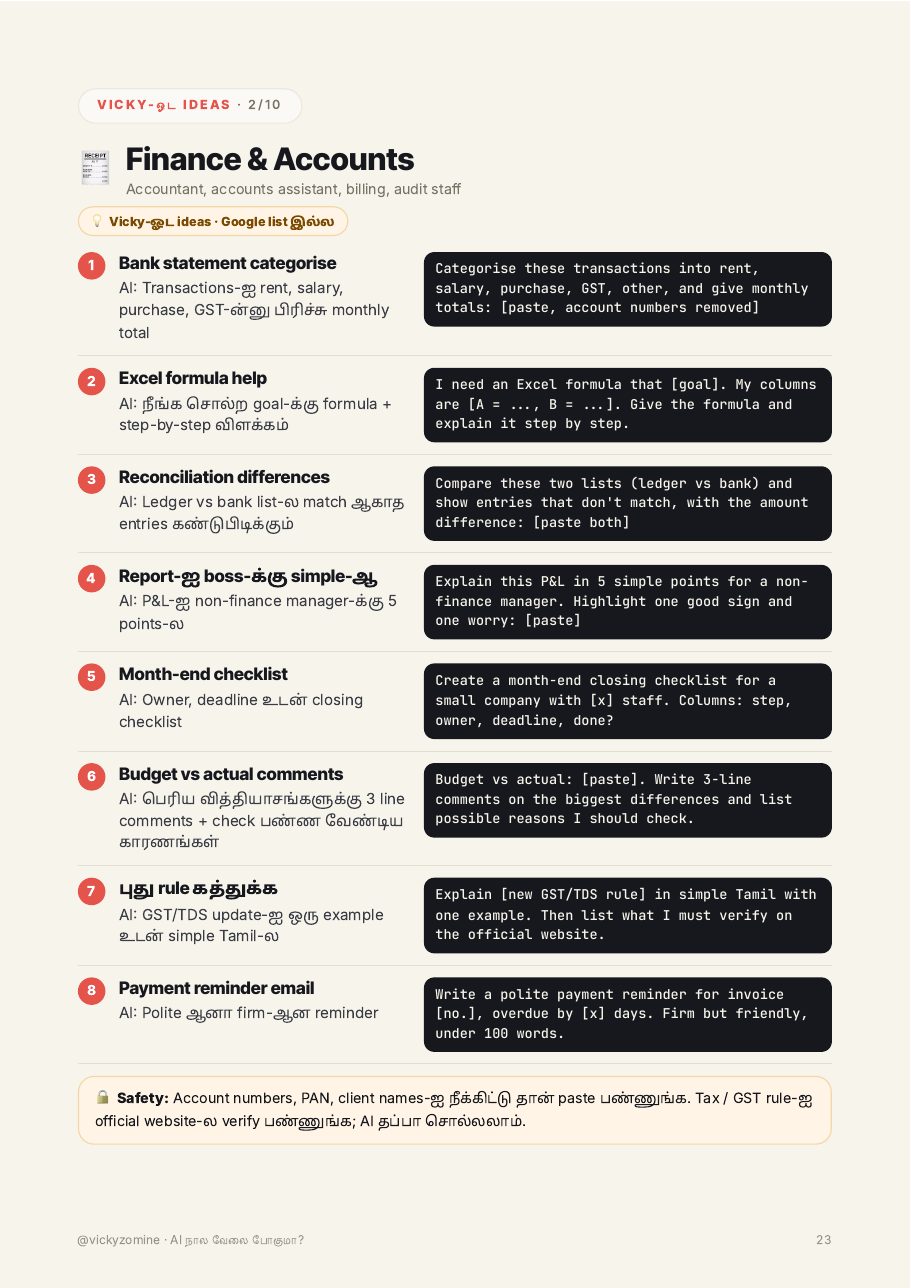 VICKY-ஓட IDEAS · 2/10
RECEIPT
Finance & Accounts
Accountant, accounts assistant, billing, audit staff
Vicky-ஓட ideas · Google list இல்ல
1
Bank statement categorise
AI: Transactions-ஐ rent, salary,
purchase, GST-ன்னு பிரிச்சு monthly
total
Categorise these transactions into rent,
salary, purchase, GST, other, and give monthly
totals: [paste, account numbers removed]
2
Excel formula help
AI: நீங்க சொல்ற goal-க்கு formula +
step-by-step விளக்கம்
I need an Excel formula that [goal]. My columns
are [A = ..., B = ...]. Give the formula and
explain it step by step.
3
Reconciliation differences
AI: Ledger vs bank list-ல match ஆகாத
entries கண்டுபிடிக்கும்
Compare these two lists (ledger vs bank) and
show entries that don't match, with the amount
difference: [paste both]
4
Report-ஐ boss-க்கு simple-ஆ
AI: P&L-ஐ non-finance manager-க்கு 5
points-ல
Explain this P&L in 5 simple points for a non-
finance manager. Highlight one good sign and
one worry: [paste]
5
Month-end checklist
AI: Owner, deadline உடன் closing
checklist
Create a month-end closing checklist for a
small company with [x] staff. Columns: step,
owner, deadline, done?
6
Budget vs actual comments
AI: பெரிய வித்தியாசங்களுக்கு 3 line
comments + check பண்ண வேண்டிய
காரணங்கள்
Budget vs actual: [paste]. Write 3-line
comments on the biggest differences and list
possible reasons I should check.
7
புது rule கத்துக்க
AI: GST/TDS update-ஐ ஒரு example
உடன் simple Tamil-ல
Explain [new GST/TDS rule] in simple Tamil with
one example. Then list what I must verify on
the official website.
8
Payment reminder email
AI: Polite ஆனா firm-ஆன reminder
Write a polite payment reminder for invoice
[no.], overdue by [x] days. Firm but friendly,
under 100 words.
Safety: Account numbers, PAN, client names-ஐ நீக்கிட்டு தான் paste பண்ணுங்க. Tax / GST rule-ஐ
official website-ல verify பண்ணுங்க; AI தப்பா சொல்லலாம்.
@vickyzomine · AI நால வேலை போகுமா?
23